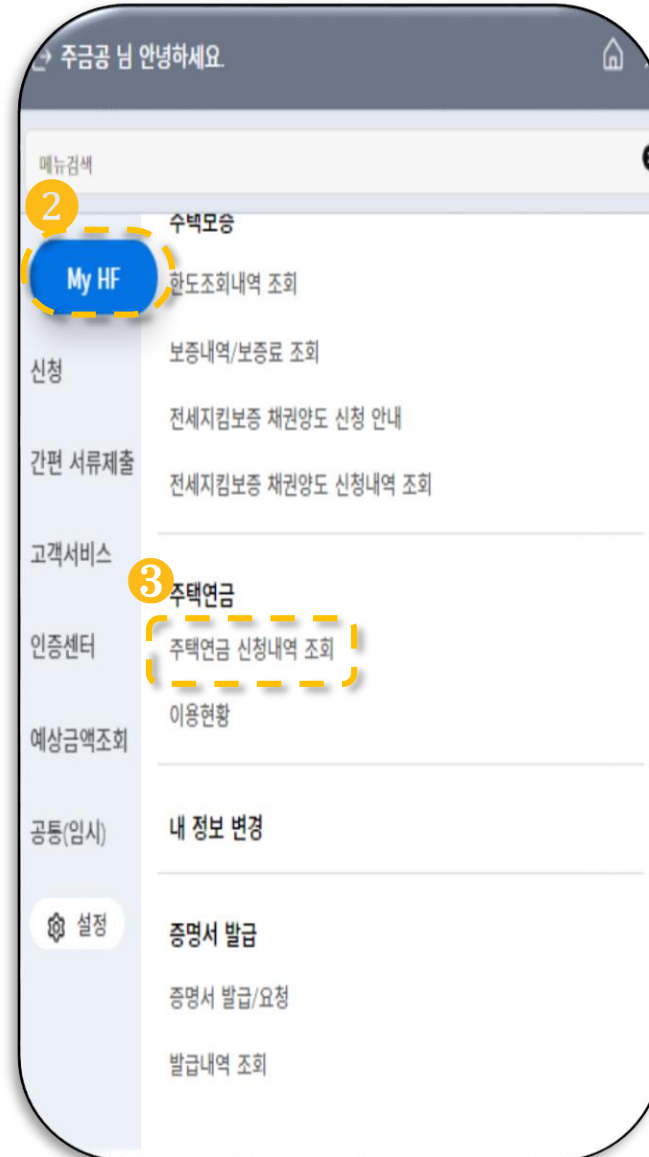 주금공 님 안녕하세요.
메뉴검색
2
My HF
신청
간편 서류제출
고객서비스
인증센터
예상금액조회
공통(임시)
설정
주택보증
한도조회내역 조회
보증내역/보증료 조회
전세지킴보증 채권양도 신청 안내
전세지킴보증 채권양도 신청내역 조회
3
주택연금
주택연금 신청내역 조회
이용현황
내 정보 변경
증명서 발급
증명서 발급/요청
발급내역 조회